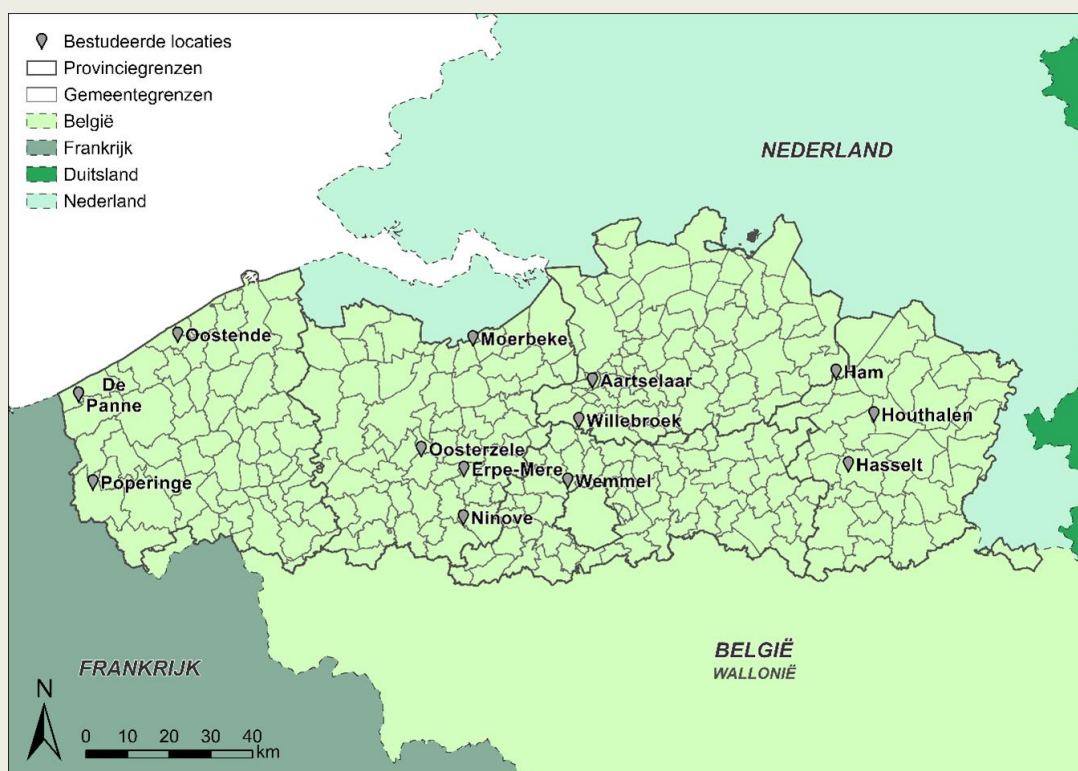 Bestudeerde locaties
Provinciegrenzen
Gemeentegrenzen
België
Frankrijk
Duitsland
Nederland
NEDERLAND
Oostende
Moerbeke
De
Panne
Aartselaar
Ham
Willebroek
Houthalen
Oosterzele
Erpe-Mere
Wemmel
Hasselt
Poperinge
Ninove
FRANKRIJK
BELGIË
WALLONIË
N
0 10 20 30 40
km